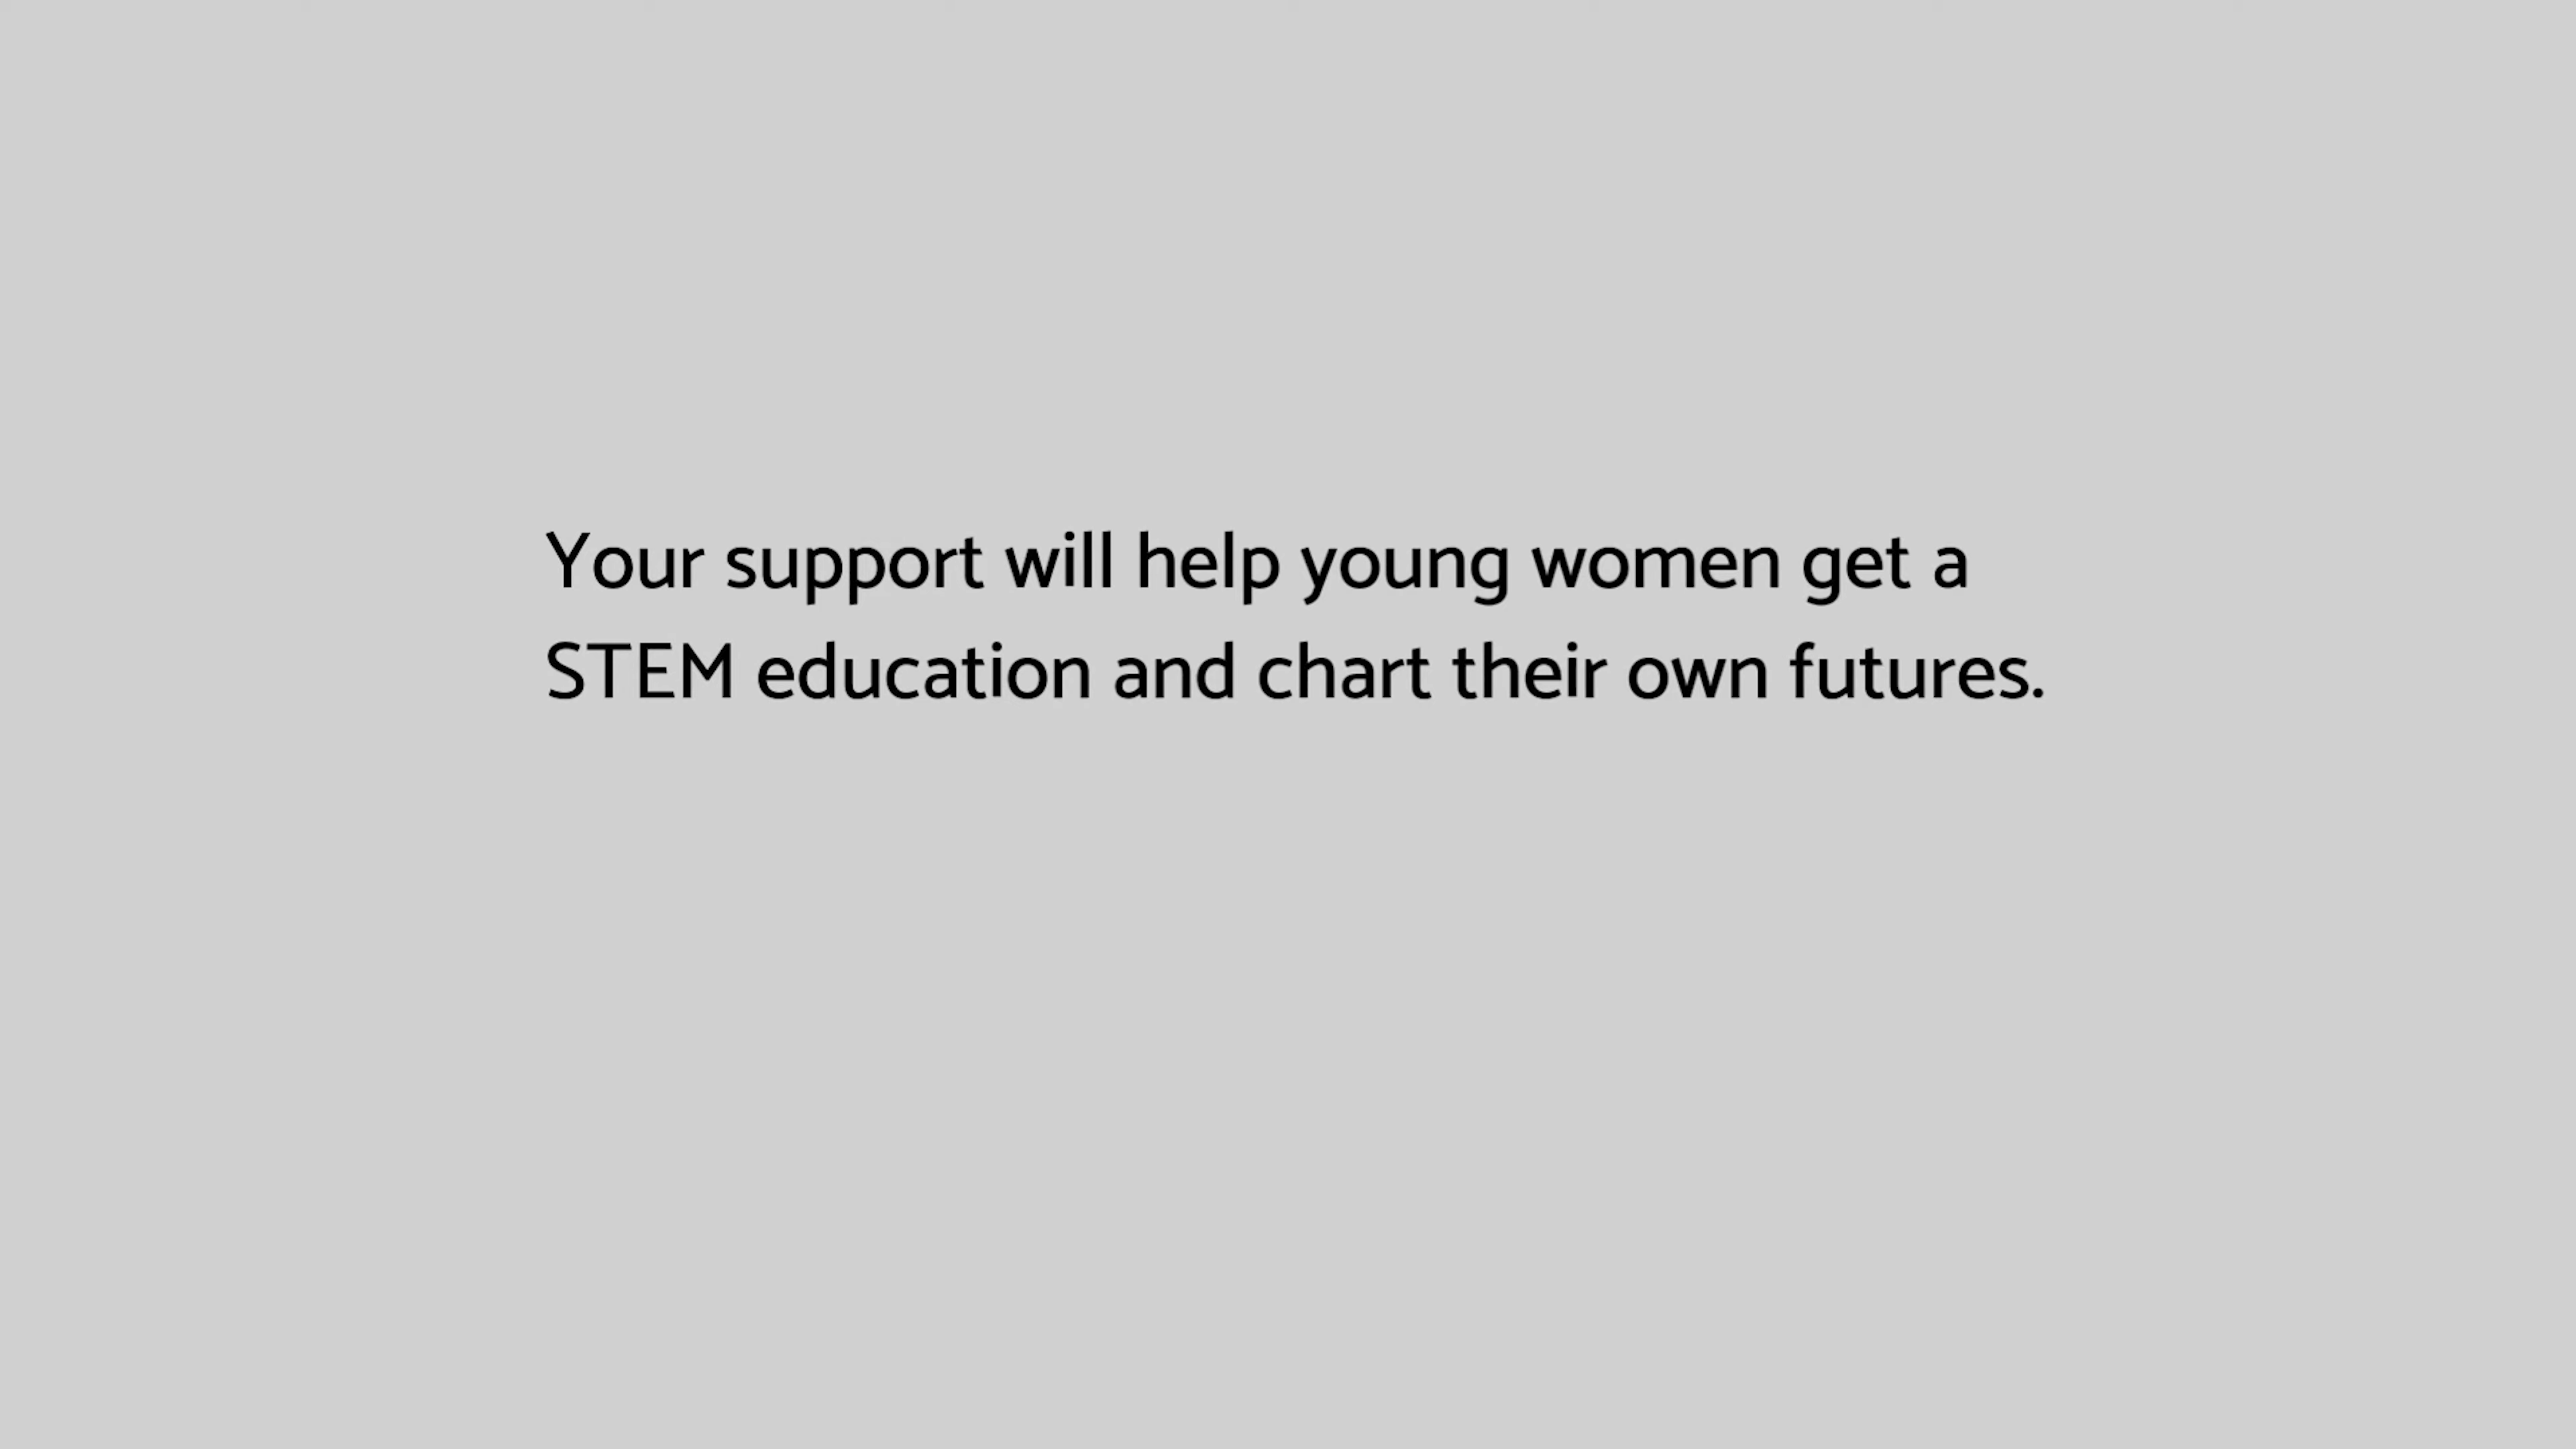 Your support will help young women get a
STEM education and chart their own futures.